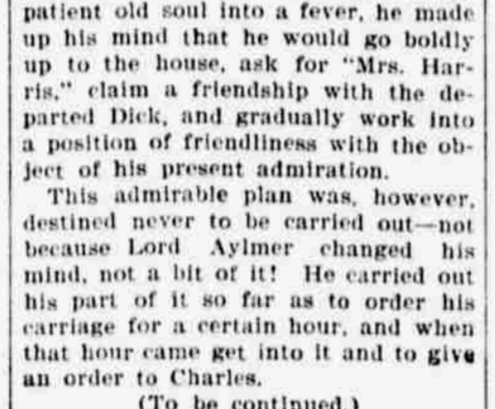 patient old soul into a fever, he made
up his mind that he would go boldly
up to the house, ask for "Mrs. Har-
ris," claim a friendship with the de-
parted Dick, and gradually work into
a position of friendliness with the ob-
ject of his present admiration.
This admirable plan was, however,
destined never to be carried out—not
because Lord Aylmer changed his
mind, not a bit of it! He carried out
his part of it so far as to order his
carriage for a certain hour, and when
that hour came get into it and to give
an order to Charles.
(To be continued.)